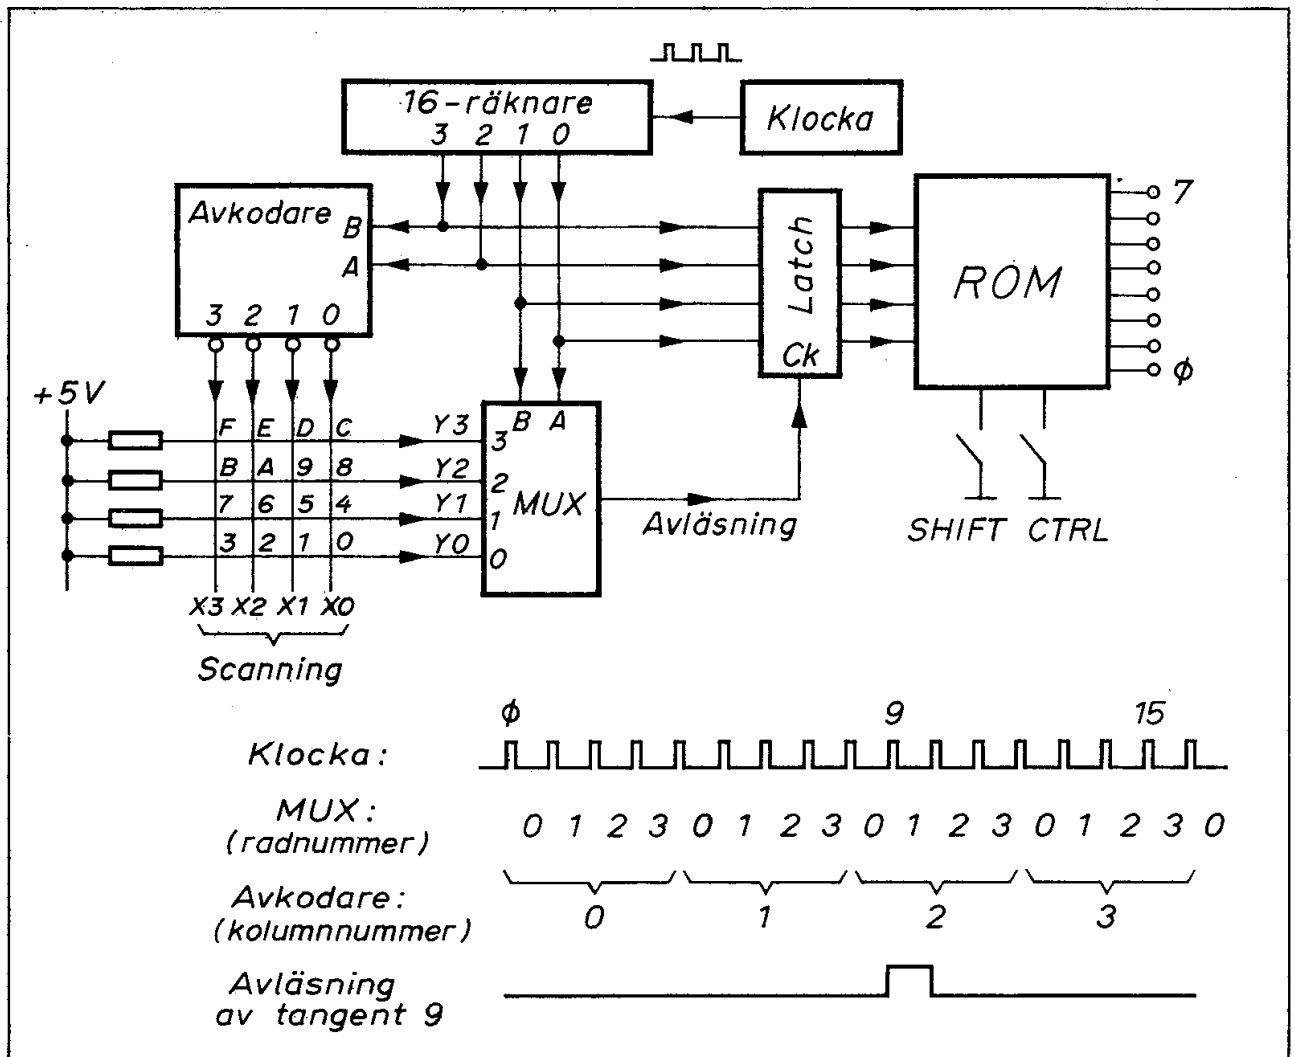 16-räknare
3 2 1 0
Klocka
Avkodare
B
A
3 2 1 0
Latch
Ck
ROM
7
ϕ
+5V
F E D C
B A 9 8
7 6 5 4
3 2 1 0
Y3
Y2
Y1
Y0
B A
3
2
1
0
MUX
Avläsning
SHIFT CTRL
X3 X2 X1 X0
Scanning
ϕ 9 15
Klocka:
MUX:
(radnummer)
0 1 2 3 0 1 2 3 0 1 2 3 0 1 2 3 0
Avkodare:
(kolumnnummer)
0 1 2 3
Avläsning
av tangent 9